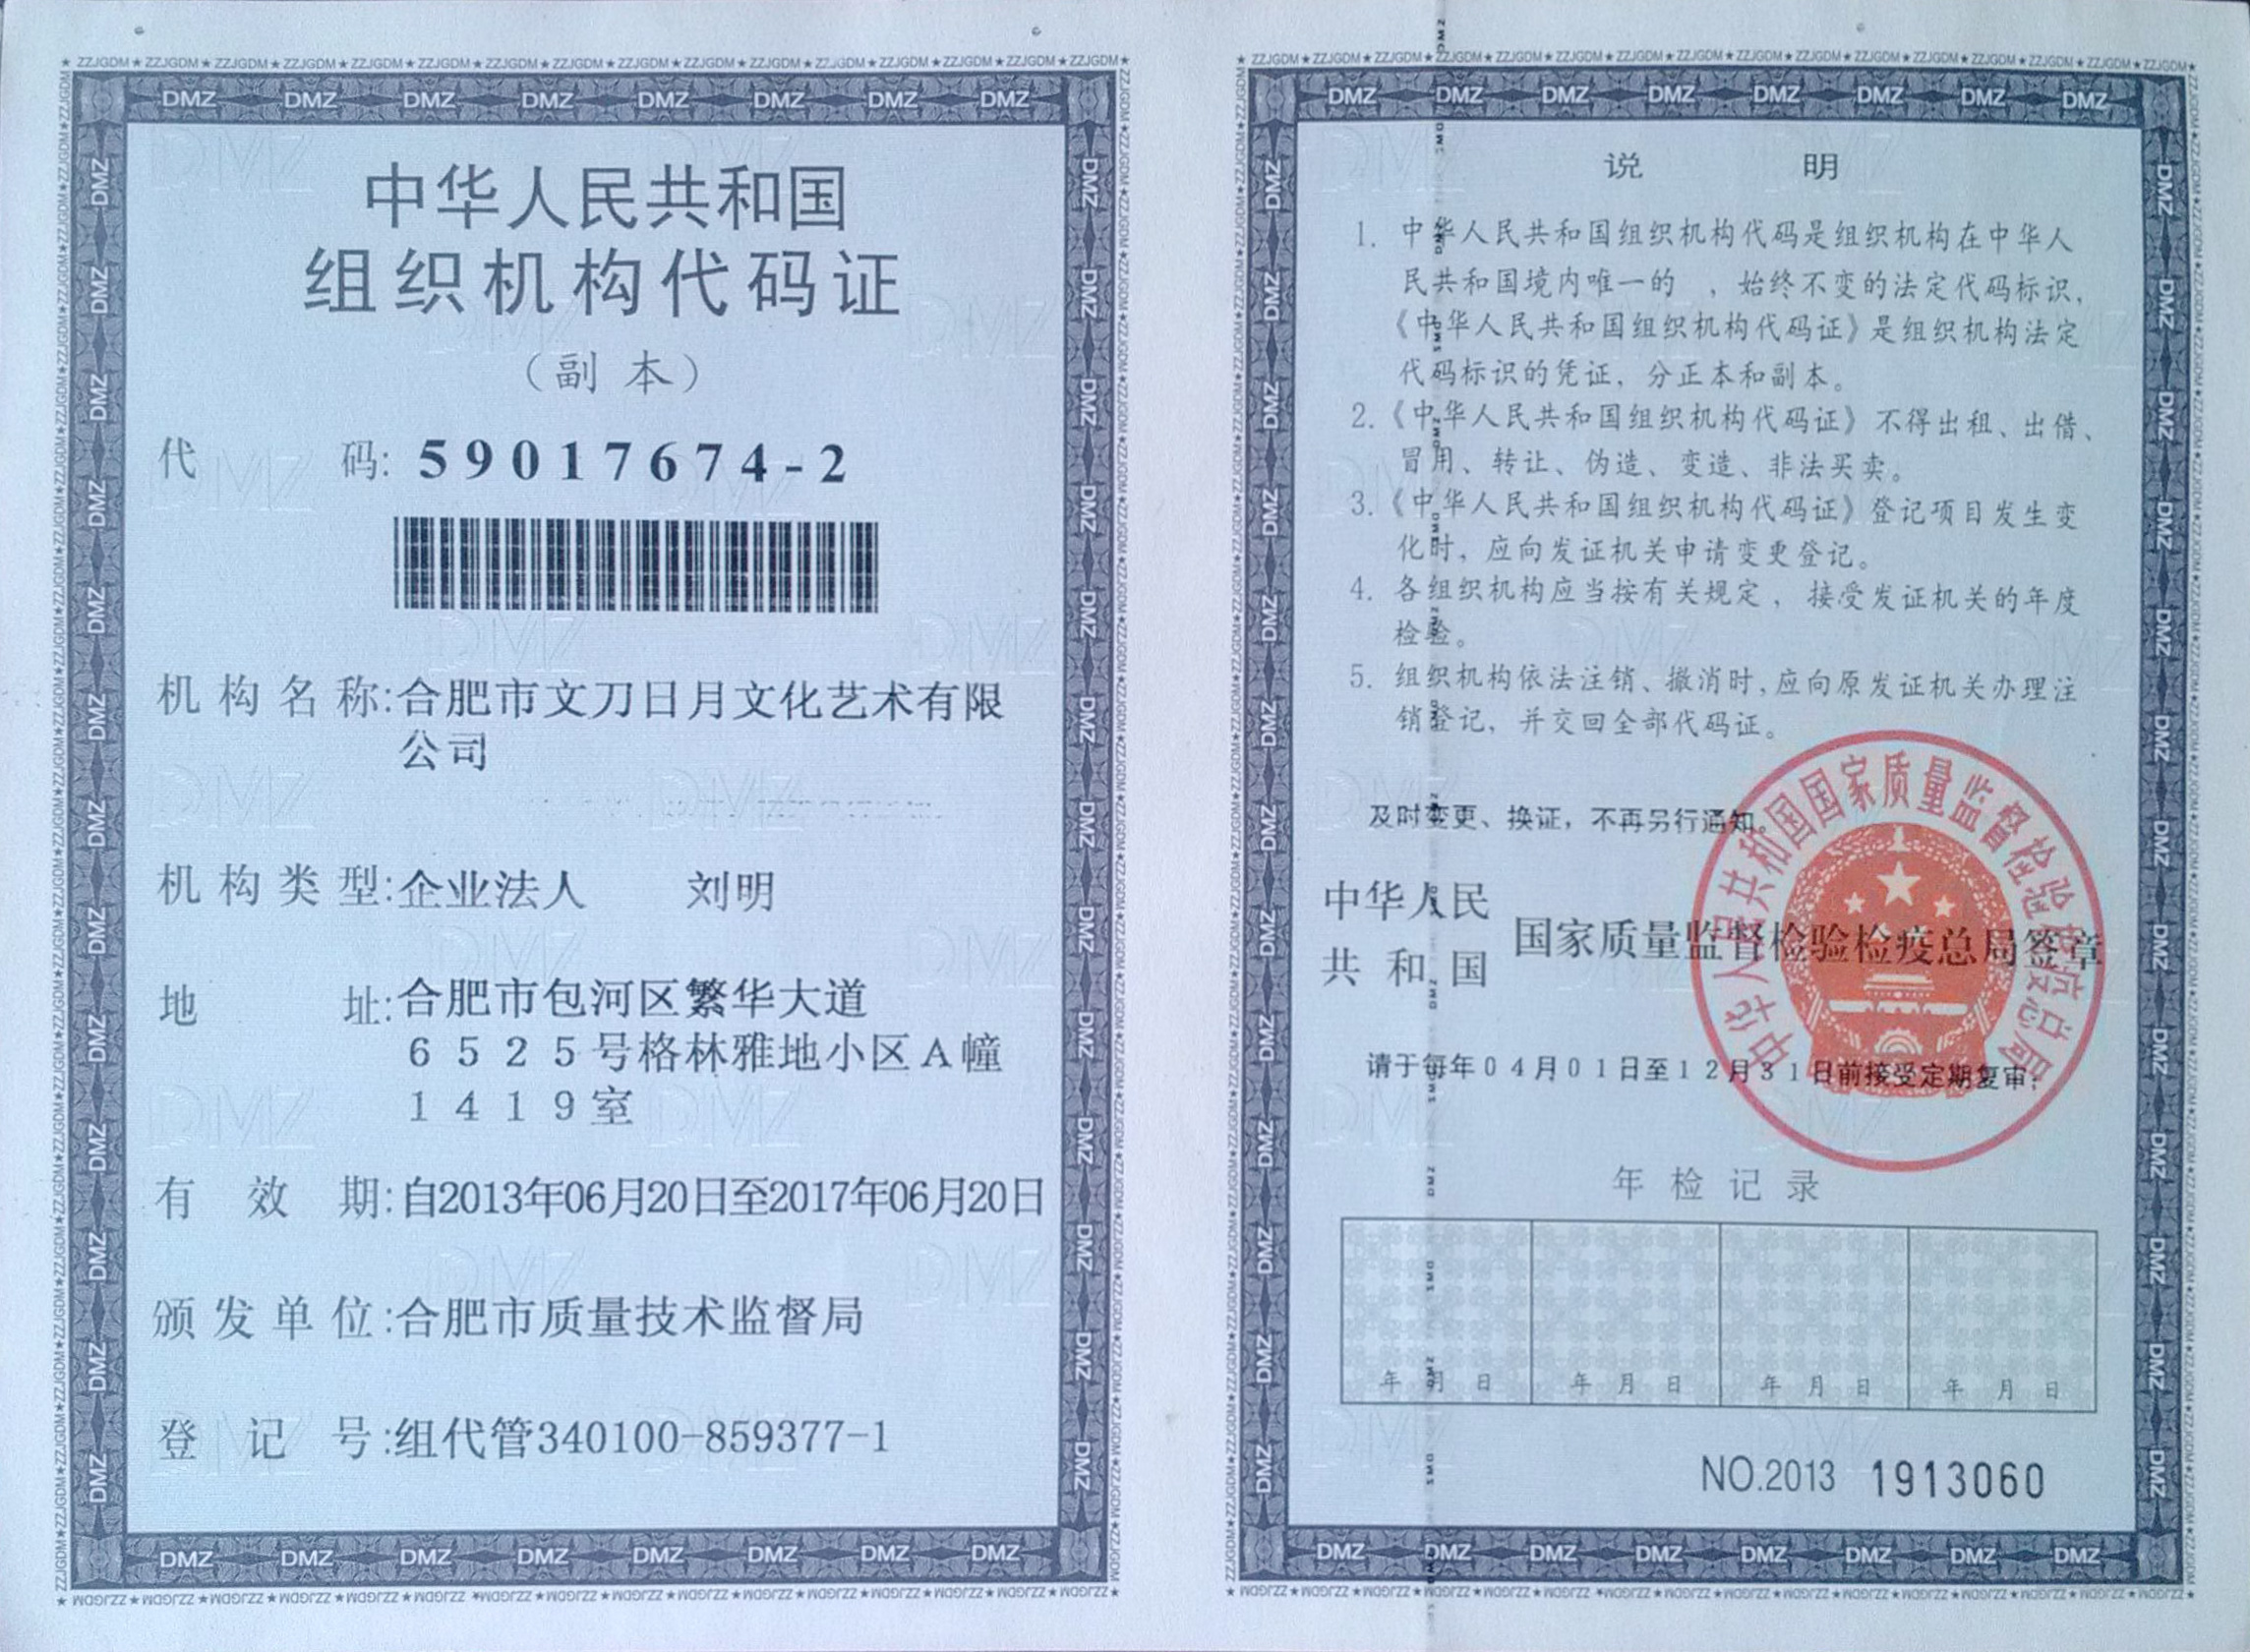 中华人民共和国
组织机构代码证
（副 本）
代 码: 59017674-2
机构名称:合肥市文刀日月文化艺术有限
公司
机构类型:企业法人 刘明
地 址:合肥市包河区繁华大道
6525号格林雅地小区A幢
1419室
有 效 期:自2013年06月20日至2017年06月20日
颁发单位:合肥市质量技术监督局
登 记 号:组代管340100-859377-1
说 明
1. 中华人民共和国组织机构代码是组织机构在中华人
民共和国境内唯一的 ，始终不变的法定代码标识，
《中华人民共和国组织机构代码证》是组织机构法定
代码标识的凭证，分正本和副本。
2.《中华人民共和国组织机构代码证》不得出租、出借、
冒用、转让、伪造、变造、非法买卖。
3.《中华人民共和国组织机构代码证》登记项目发生变
化时，应向发证机关申请变更登记。
4. 各组织机构应当按有关规定，接受发证机关的年度
检验。
5. 组织机构依法注销、撤消时,应向原发证机关办理注
销登记，并交回全部代码证。
及时变更、换证，不再另行通知。
中华人民
共和国 国家质量监督检验检疫总局签章
中华人民共和国国家质量监督检验检疫总局
请于每年04月01日至12月31日前接受定期复审;
年检记录
年 月 日 年 月 日 年 月 日 年 月 日
NO.2013 1913060
DMZ
ZZJGDM